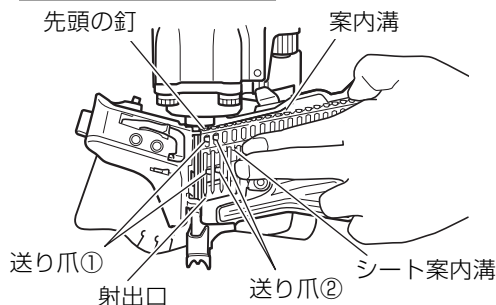 先頭の釘
案内溝
送り爪①
射出口
送り爪②
シート案内溝